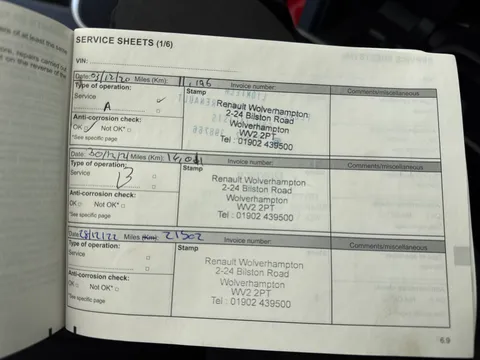 SERVICE SHEETS (1/6)
VIN:
Date: 01/12/20 Miles (Km): 11,196 Invoice number: Comments/miscellaneous
Type of operation: Stamp
Service
A
Anti-corrosion check:
OK Not OK*
*See specific page
Renault Wolverhampton
2-24 Bilston Road
Wolverhampton
WV2 2PT
Tel : 01902 439500
Date: 30/12/21 Miles (Km): Invoice number: Comments/miscellaneous
Type of operation: Stamp
Service
B
Anti-corrosion check:
OK Not OK*
*See specific page
Renault Wolverhampton
2-24 Bilston Road
Wolverhampton
WV2 2PT
Tel : 01902 439500
Date: 28/12/22 Miles (Km): 21502 Invoice number: Comments/miscellaneous
Type of operation: Stamp
Service
Anti-corrosion check:
OK Not OK*
*See specific page
Renault Wolverhampton
2-24 Bilston Road
Wolverhampton
WV2 2PT
Tel : 01902 439500
6.9